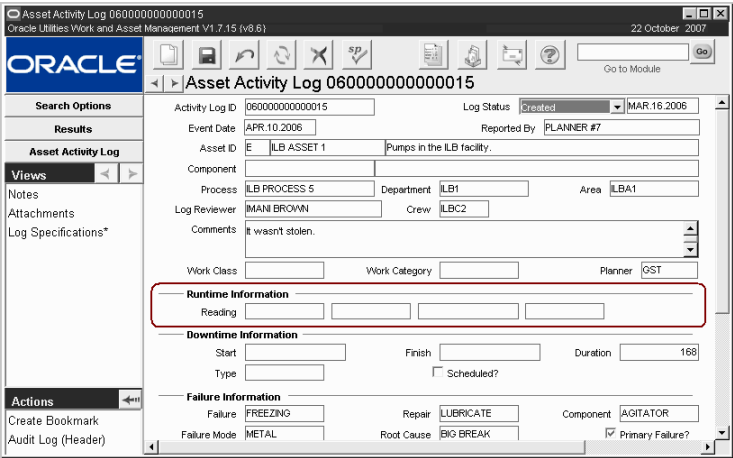 Asset Activity Log 060000000000015
Oracle Utilities Work and Asset Management V1.7.15 (v8.6) 22 October 2007
ORACLE
Go
Go to Module
Asset Activity Log 060000000000015
Search Options
Results
Asset Activity Log
Views
Notes
Attachments
Log Specifications*
Actions
Create Bookmark
Audit Log (Header)
Activity Log ID 060000000000015 Log Status Created MAR.16.2006
Event Date APR.10.2006 Reported By PLANNER #7
Asset ID E ILB ASSET 1 Pumps in the ILB facility.
Component
Process ILB PROCESS 5 Department ILB1 Area ILBA1
Log Reviewer IMANI BROWN Crew ILBC2
Comments It wasn't stolen.
Work Class Work Category Planner GST
Runtime Information
Reading
Downtime Information
Start Finish Duration 168
Type Scheduled?
Failure Information
Failure FREEZING Repair LUBRICATE Component AGITATOR
Failure Mode METAL Root Cause BIG BREAK Primary Failure?